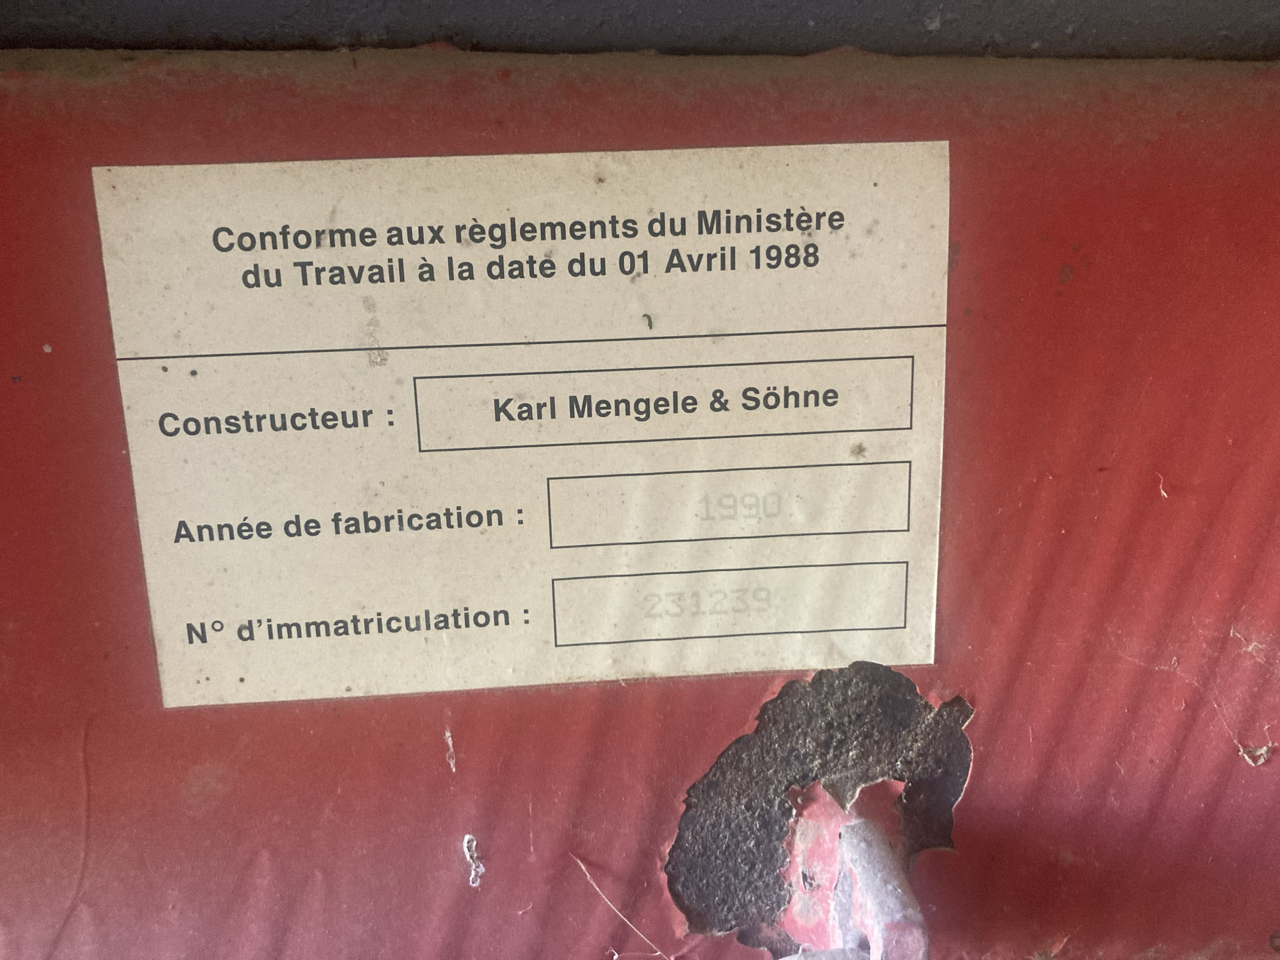 Conforme aux règlements du Ministère
du Travail à la date du 01 Avril 1988
Constructeur : Karl Mengele & Söhne
Année de fabrication : 1990
N° d'immatriculation : 231239